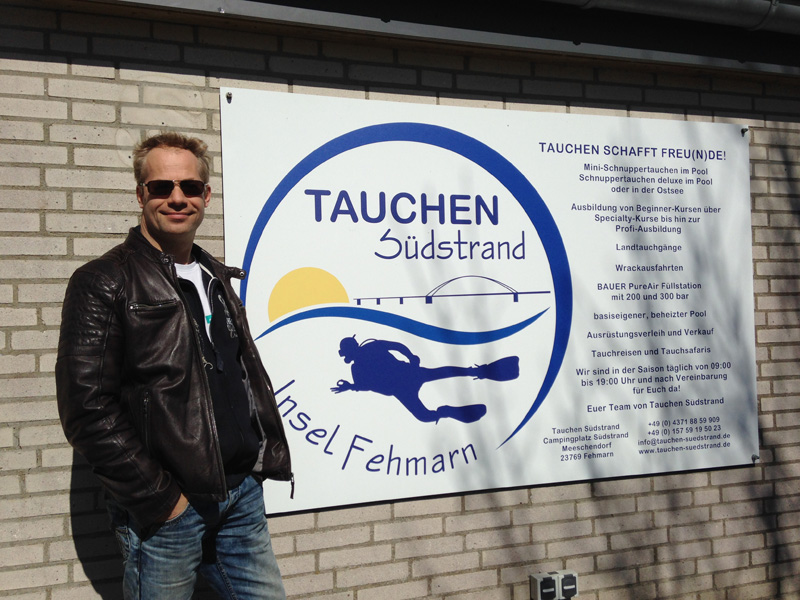 TAUCHEN
Südstrand
Insel Fehmarn
TAUCHEN SCHAFFT FREU(N)DE!
Mini-Schnuppertauchen im Pool
Schnuppertauchen deluxe im Pool
oder in der Ostsee
Ausbildung von Beginner-Kursen über
Specialty-Kurse bis hin zur
Profi-Ausbildung
Landtauchgänge
Wrackausfahrten
BAUER PureAir Füllstation
mit 200 und 300 bar
basiseigener, beheizter Pool
Ausrüstungsverleih und Verkauf
Tauchreisen und Tauchsafaris
Wir sind in der Saison täglich von 09:00
bis 19:00 Uhr und nach Vereinbarung
für Euch da!
Euer Team von Tauchen Südstrand
Tauchen Südstrand
Campingplatz Südstrand
Meeschendorf
23769 Fehmarn
+49 (0) 4371 88 59 909
+49 (0) 157 59 19 50 23
info@tauchen-suedstrand.de
www.tauchen-suedstrand.de